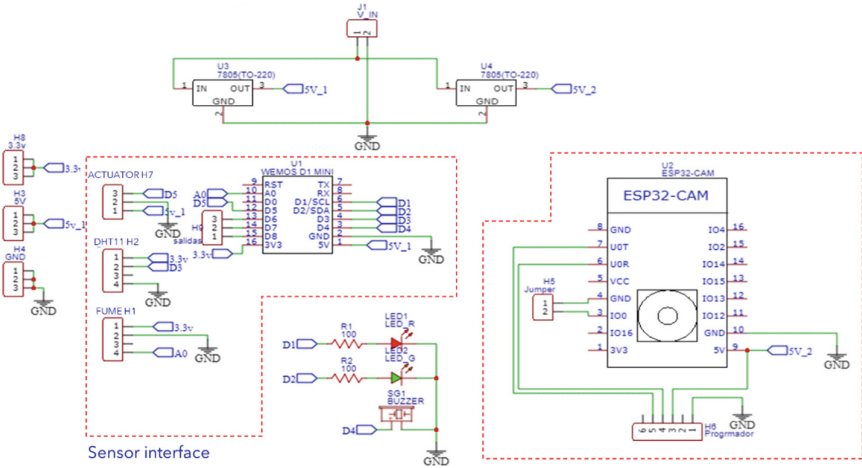 J1
V_IN
1 2
U3
7805(TO-220)
1 IN OUT 3 5V_1
GND
2
U4
7805(TO-220)
1 IN OUT 3 5V_2
GND
2
GND
H8
3.3v
1
2
3
3.3v
H3
5V
1
2
3
5v_1
H4
GND
1
2
3
GND
ACTUATOR H7
3 D5
2
1 5v_1
GND
DHT11 H2
1 3.3v
2 D3
3
4
GND
FUME H1
1 3.3v
2
3
4 A0
GND
U1
WEMOS D1 MINI
9 RST TX 7
A0 10 A0 RX 8
D5 11 D0 D1/SCL 6 D1
12 D5 D2/SDA 5 D2
13 D6 D3 4 D3
14 D7 D4 3 D4
15 D8 GND 2
3.3v 16 3V3 5V 1 5V_1
GND
H9
3
2
1
salidas
D1
R1
100
LED1
LED_R
D2
R2
100
LED2
LED_G
SG1
BUZZER
D4
GND
Sensor interface
U2
ESP32-CAM
ESP32-CAM
8 GND IO4 16
7 U0T IO2 15
6 U0R IO14 14
5 VCC IO15 13
4 GND IO13 12
3 IO0 IO12 11
2 IO16 GND 10
1 3V3 5V 9
5V_2
GND
H5
Jumper
1
2
6 5 4 3 2 1
H6
Progrmador
GND